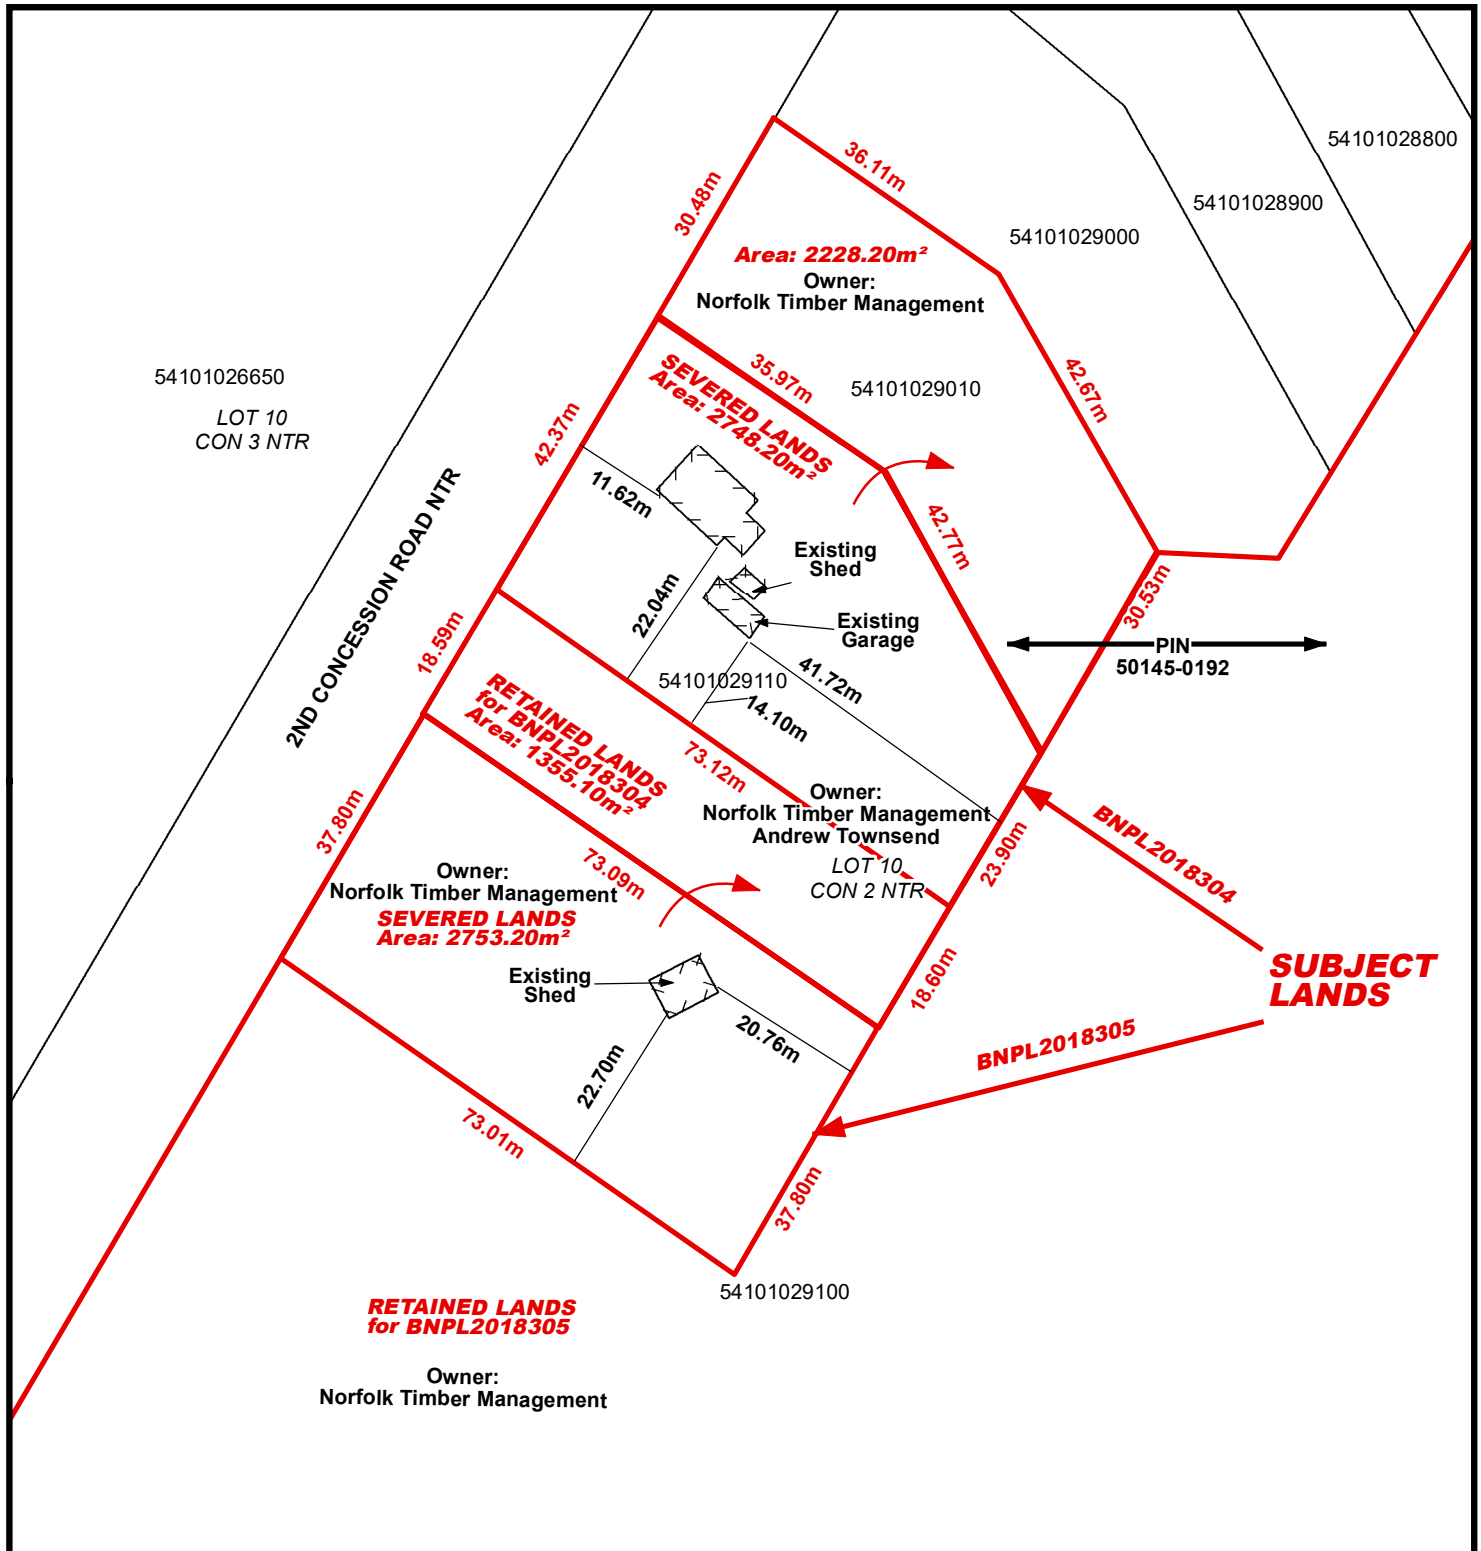 54101028800
36.11m
54101028900
30.48m
54101029000
Area: 2228.20m²
Owner:
Norfolk Timber Management
54101026650
LOT 10
CON 3 NTR
SEVERED LANDS
Area: 2748.20m²
35.97m
54101029010
42.67m
42.37m
11.62m
42.77m
2ND CONCESSION ROAD NTR
Existing
Shed
22.04m
30.53m
Existing
Garage
18.59m
PIN
50145-0192
54101029110
41.72m
14.10m
RETAINED LANDS
for BNPL2018304
Area: 1355.10m²
73.12m
37.80m
Owner:
Norfolk Timber Management
Andrew Townsend
LOT 10
CON 2 NTR
23.90m
BNPL2018304
73.09m
Owner:
Norfolk Timber Management
SEVERED LANDS
Area: 2753.20m²
Existing
Shed
18.60m
SUBJECT
LANDS
20.76m
BNPL2018305
22.70m
73.01m
37.80m
54101029100
RETAINED LANDS
for BNPL2018305
Owner:
Norfolk Timber Management